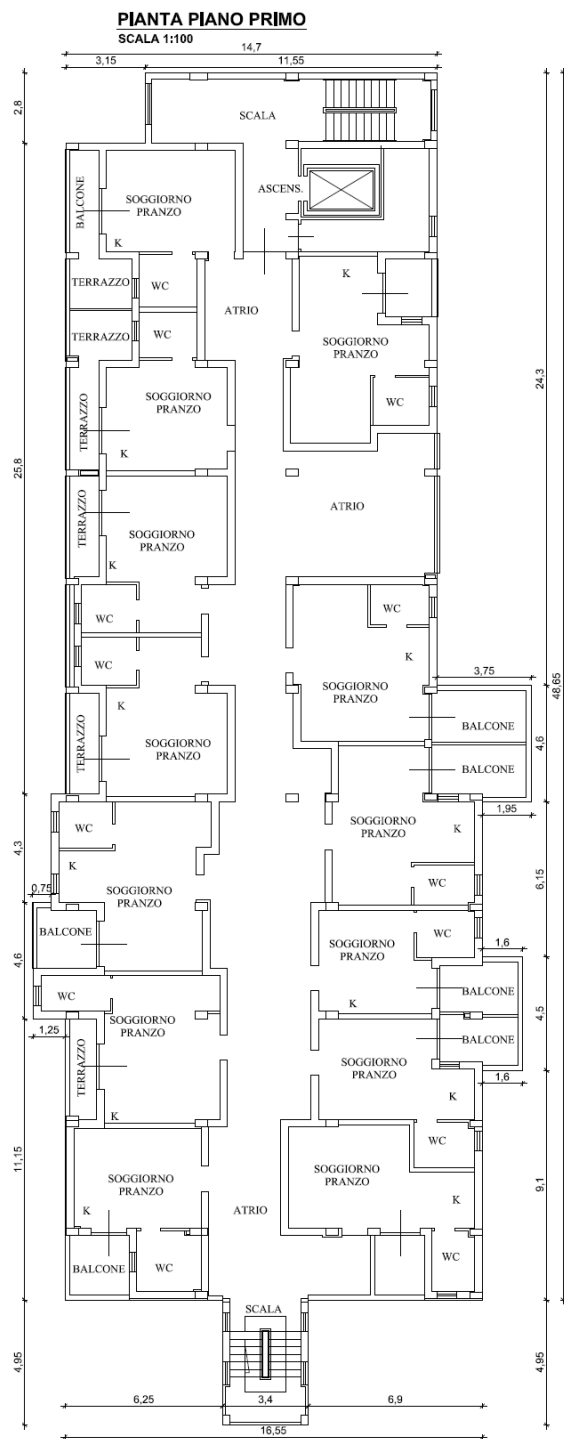 PIANTA PIANO PRIMO
SCALA 1:100
14,7
3,15
11,55
2,8
SCALA
BALCONE
SOGGIORNO
PRANZO
K
ASCENS.
TERRAZZO
WC
ATRIO
K
TERRAZZO
WC
SOGGIORNO
PRANZO
24,3
TERRAZZO
SOGGIORNO
PRANZO
K
WC
25,8
TERRAZZO
SOGGIORNO
PRANZO
K
ATRIO
WC
WC
WC
K
SOGGIORNO
PRANZO
3,75
48,65
TERRAZZO
K
SOGGIORNO
PRANZO
BALCONE
4,6
BALCONE
1,95
4,3
WC
K
SOGGIORNO
PRANZO
K
WC
6,15
0,75
SOGGIORNO
PRANZO
BALCONE
4,6
SOGGIORNO
PRANZO
WC
K
1,6
BALCONE
WC
1,25
SOGGIORNO
PRANZO
TERRAZZO
K
4,5
BALCONE
SOGGIORNO
PRANZO
K
1,6
WC
11,15
SOGGIORNO
PRANZO
K
ATRIO
SOGGIORNO
PRANZO
K
9,1
BALCONE
WC
WC
SCALA
4,95
4,95
6,25
3,4
6,9
16,55